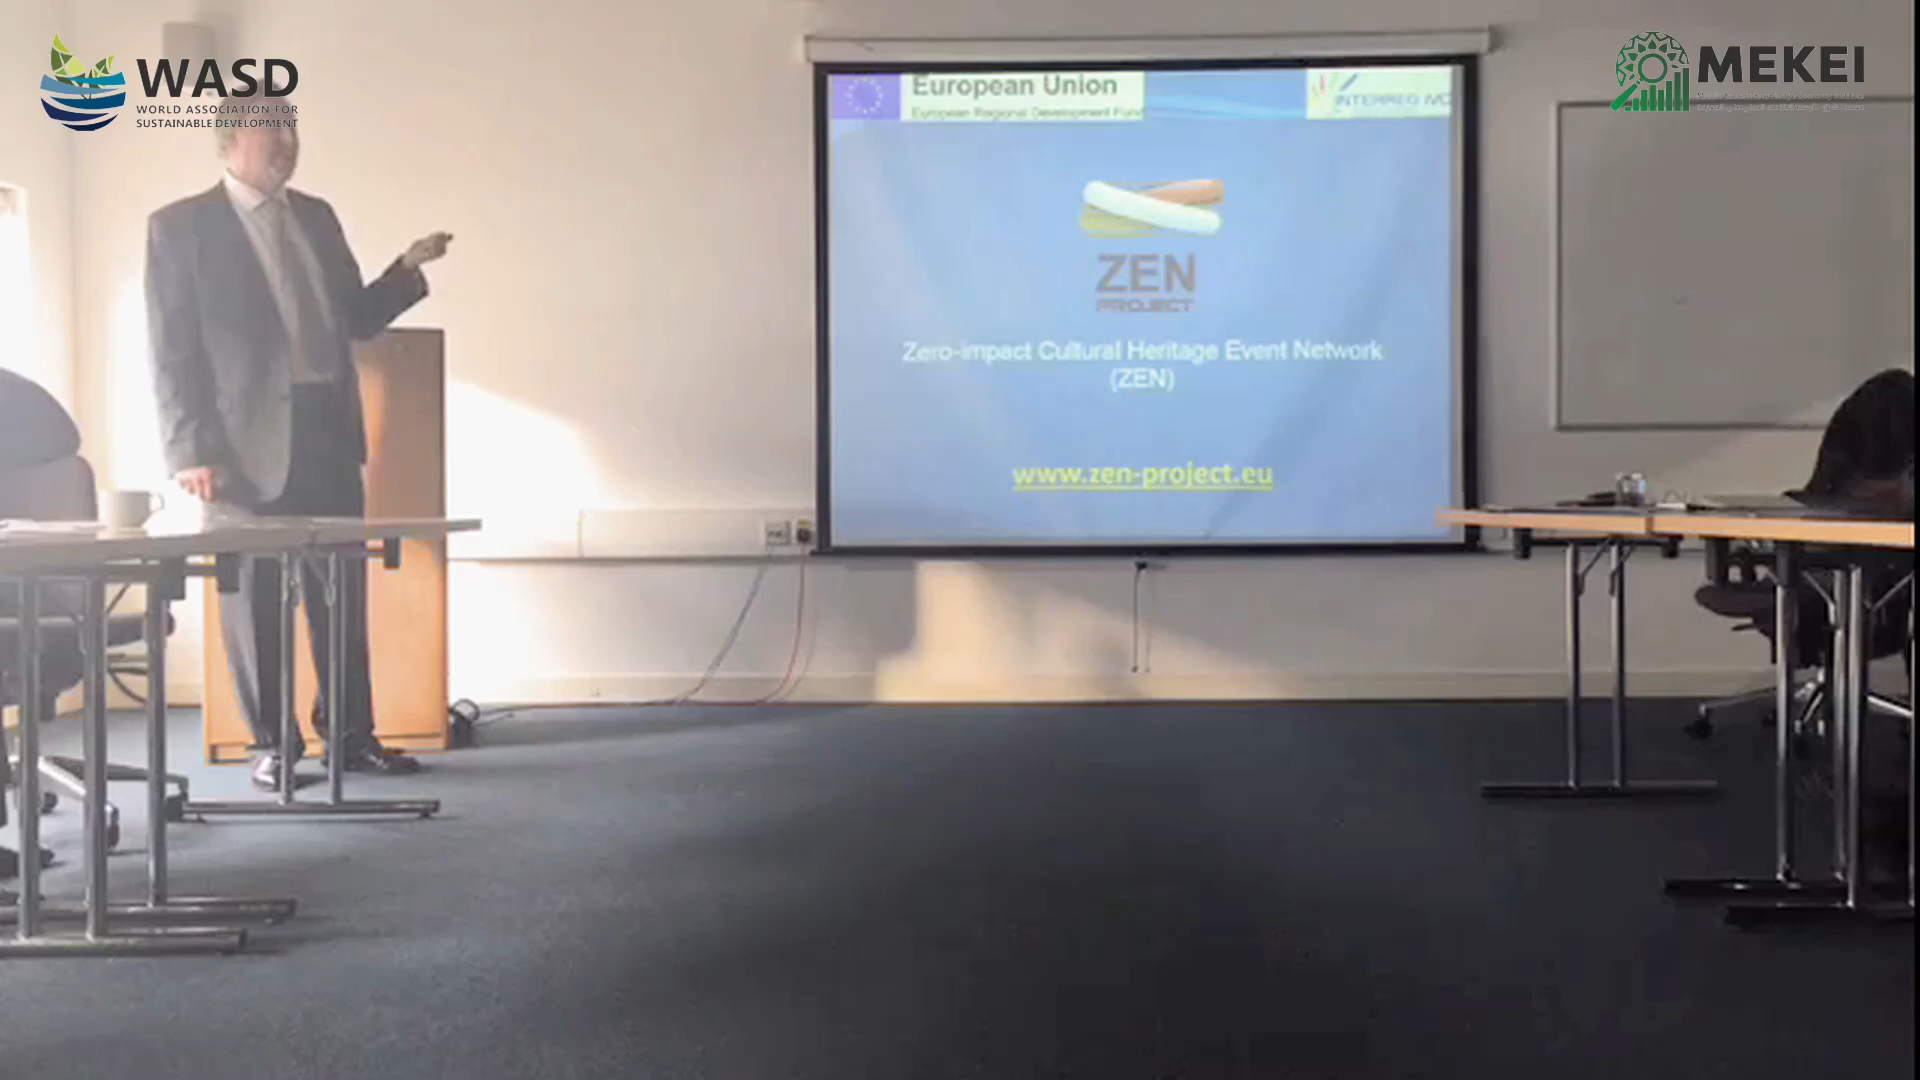 WASD
WORLD ASSOCIATION FOR
SUSTAINABLE DEVELOPMENT
MEKEI
European Union
European Regional Development Fund
INTERREG IVC
ZEN
PROJECT
Zero-impact Cultural Heritage Event Network
(ZEN)
www.zen-project.eu